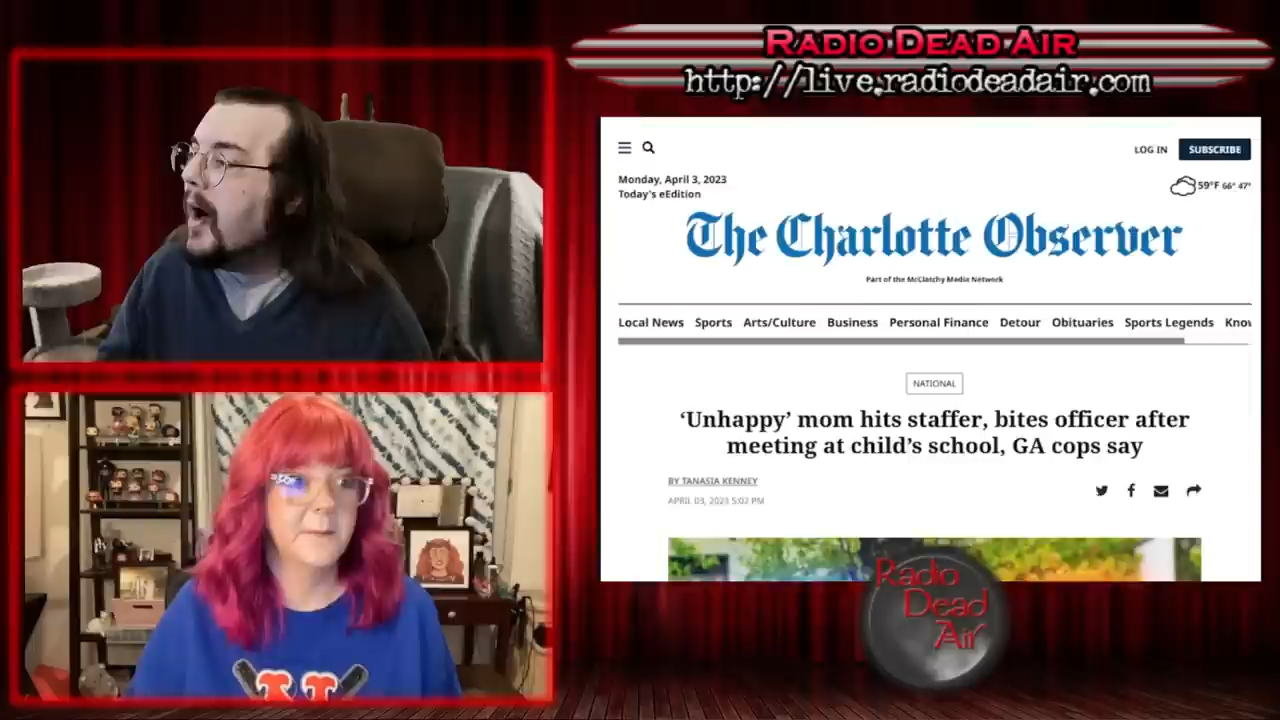 Radio Dead Air
http://live.radiodeadair.com
LOG IN
SUBSCRIBE
Monday, April 3, 2023
Today's eEdition
59°F 66° 47°
The Charlotte Observer
Part of the McClatchy Media Network
Local News Sports Arts/Culture Business Personal Finance Detour Obituaries Sports Legends Know
NATIONAL
‘Unhappy’ mom hits staffer, bites officer after
meeting at child’s school, GA cops say
BY TANASIA KENNEY
APRIL 03, 2023 5:02 PM
Radio
Dead
Air